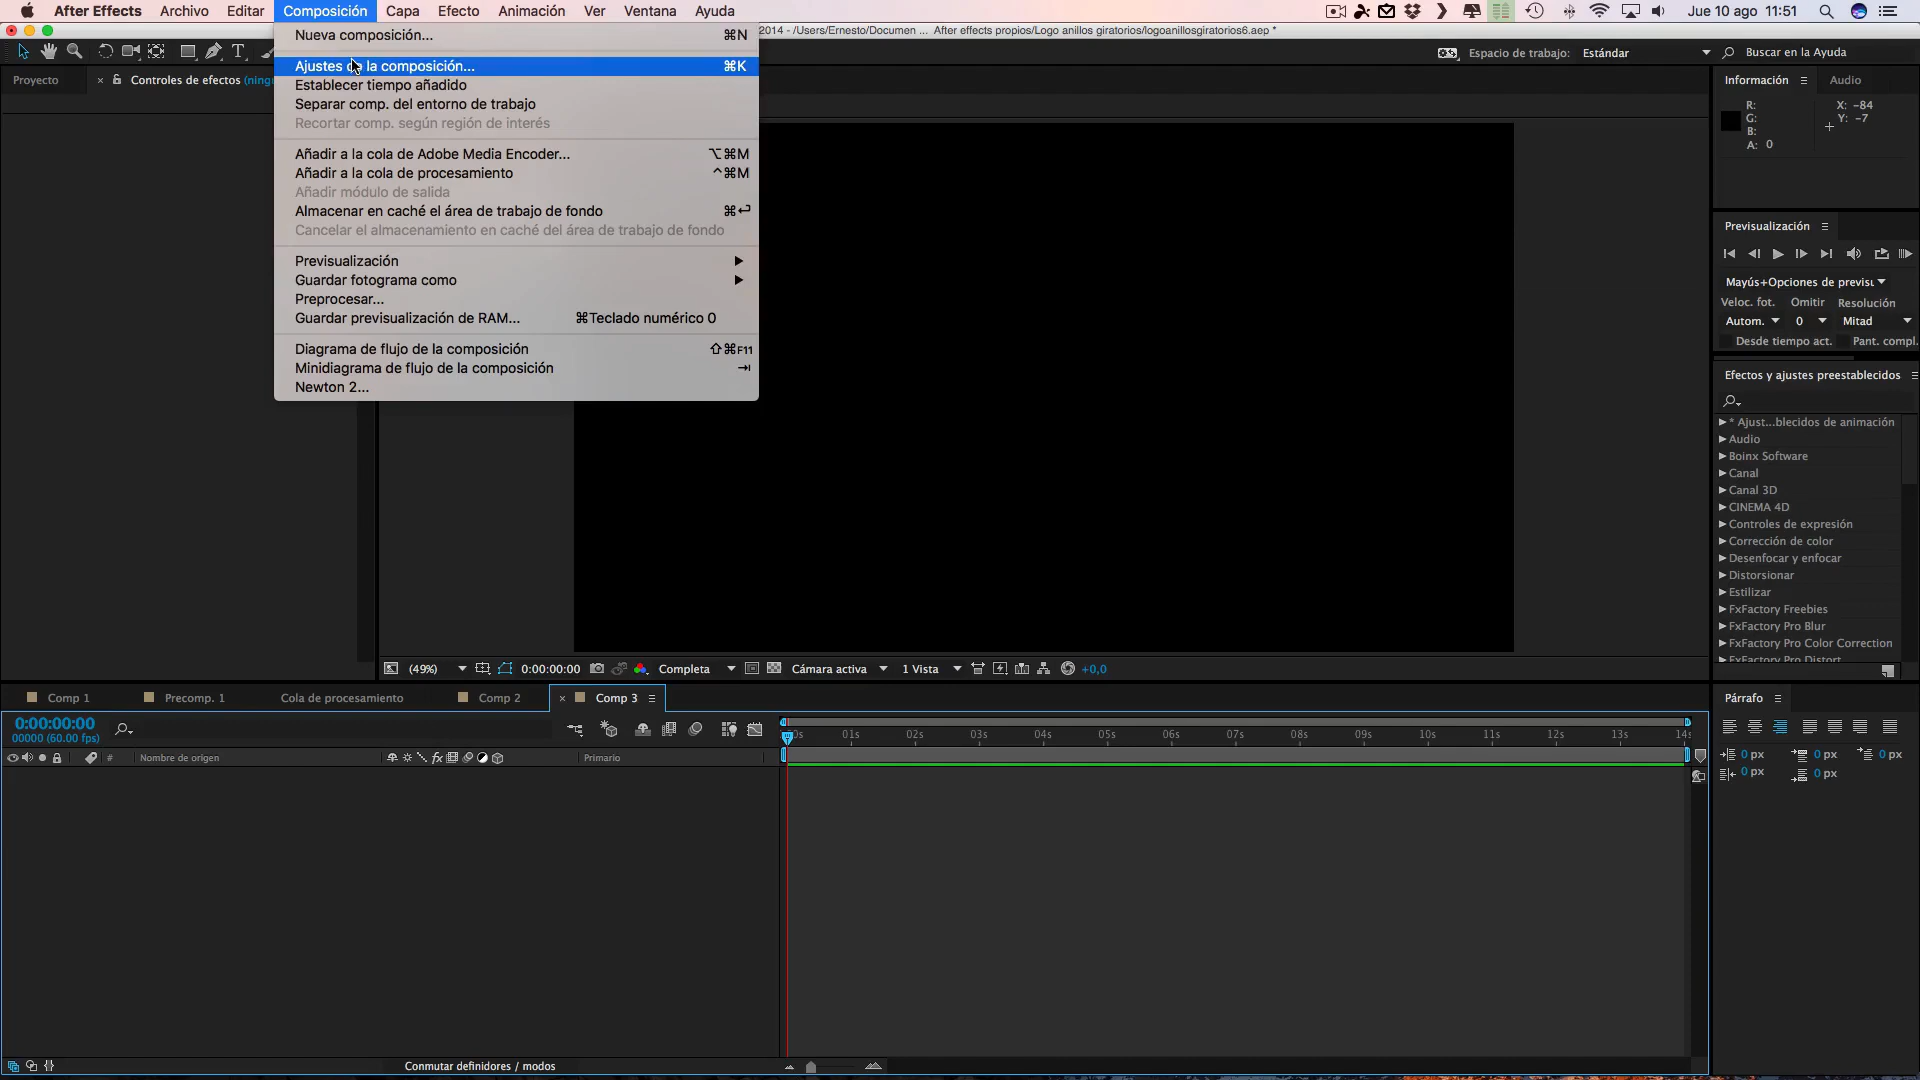 After Effects Archivo Editar Composición Capa Efecto Animación Ver Ventana Ayuda Jue 10 ago 11:51
2014 - /Users/Ernesto/Documen ... After effects propios/Logo anillos giratorios/logoanillosgiratorios6.aep *
Espacio de trabajo: Estándar Buscar en la Ayuda
Proyecto × Controles de efectos (ning
Nueva composición... ⌘N
Ajustes de la composición... ⌘K
Establecer tiempo añadido
Separar comp. del entorno de trabajo
Recortar comp. según región de interés
Añadir a la cola de Adobe Media Encoder... ⌥⌘M
Añadir a la cola de procesamiento ^⌘M
Añadir módulo de salida
Almacenar en caché el área de trabajo de fondo ⌘↩
Cancelar el almacenamiento en caché del área de trabajo de fondo
Previsualización ▶
Guardar fotograma como ▶
Preprocesar...
Guardar previsualización de RAM... ⌘Teclado numérico 0
Diagrama de flujo de la composición ⇧⌘F11
Minidiagrama de flujo de la composición ⇥
Newton 2...
Información Audio
R: X: -84
G: Y: -7
B:
A: 0
Previsualización
Mayús+Opciones de previsu
Veloc. fot. Omitir Resolución
Autom. 0 Mitad
Desde tiempo act. Pant. compl.
Efectos y ajustes preestablecidos
* Ajust...blecidos de animación
Audio
Boinx Software
Canal
Canal 3D
CINEMA 4D
Controles de expresión
Corrección de color
Desenfocar y enfocar
Distorsionar
Estilizar
FxFactory Freebies
FxFactory Pro Blur
FxFactory Pro Color Correction
FxFactory Pro Distort
(49%) 0:00:00:00 Completa Cámara activa 1 Vista +0,0
Comp 1 Precomp. 1 Cola de procesamiento Comp 2 × Comp 3
0:00:00:00
00000 (60.00 fps)
01s 02s 03s 04s 05s 06s 07s 08s 09s 10s 11s 12s 13s 14s
# Nombre de origen fx Primario
Párrafo
0 px 0 px 0 px
0 px 0 px
Conmutar definidores / modos